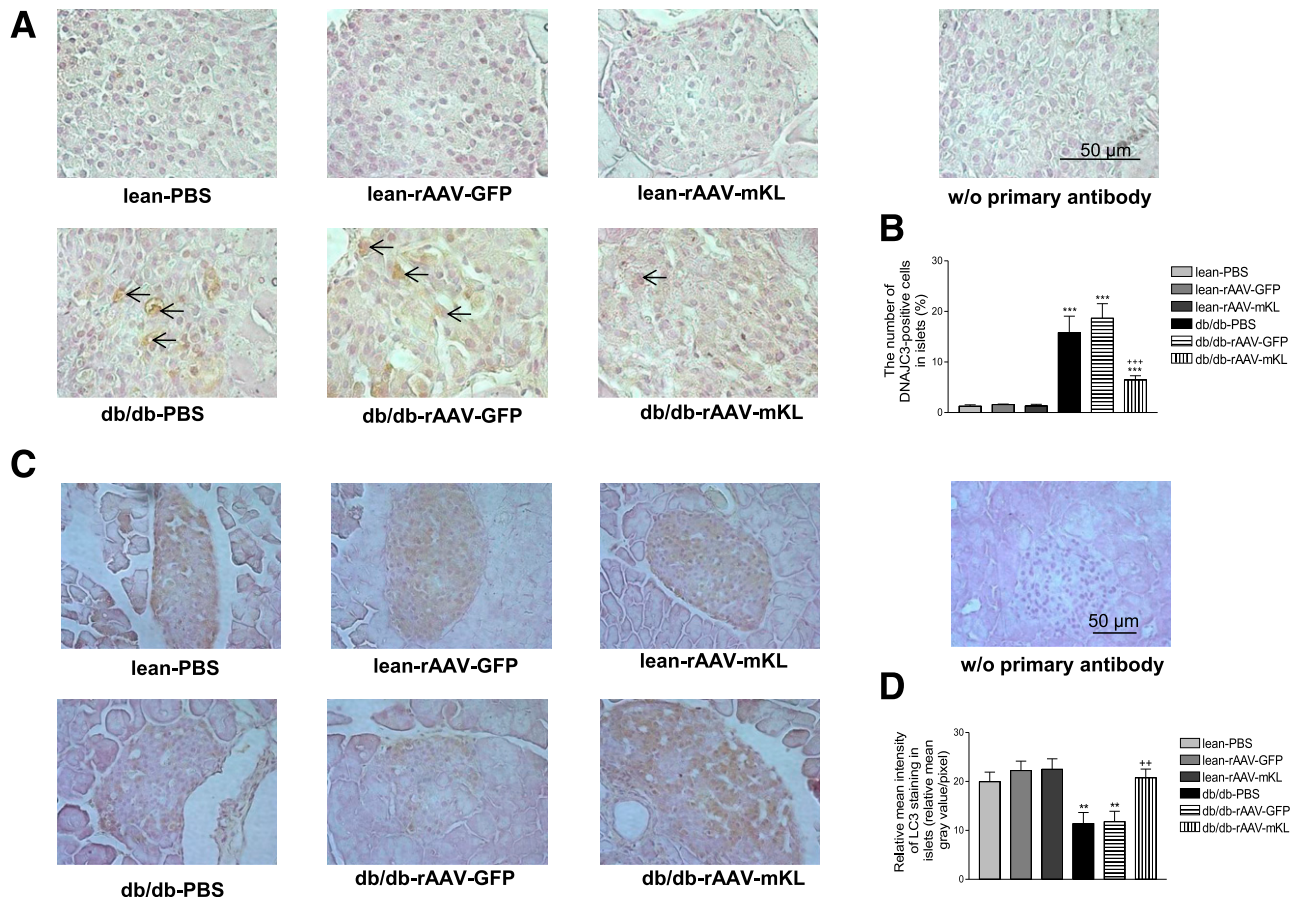 A
lean-PBS
lean-rAAV-GFP
lean-rAAV-mKL
50 µm
w/o primary antibody
db/db-PBS
db/db-rAAV-GFP
db/db-rAAV-mKL
B
The number of
DNAJC3-positive cells
in islets (%)
30
20
10
0
***
***
+++
***
lean-PBS
lean-rAAV-GFP
lean-rAAV-mKL
db/db-PBS
db/db-rAAV-GFP
db/db-rAAV-mKL
C
lean-PBS
lean-rAAV-GFP
lean-rAAV-mKL
50 µm
w/o primary antibody
db/db-PBS
db/db-rAAV-GFP
db/db-rAAV-mKL
D
Relative mean intensity
of LC3 staining in
islets (relative mean
gray value/pixel)
30
20
10
0
**
**
++
lean-PBS
lean-rAAV-GFP
lean-rAAV-mKL
db/db-PBS
db/db-rAAV-GFP
db/db-rAAV-mKL